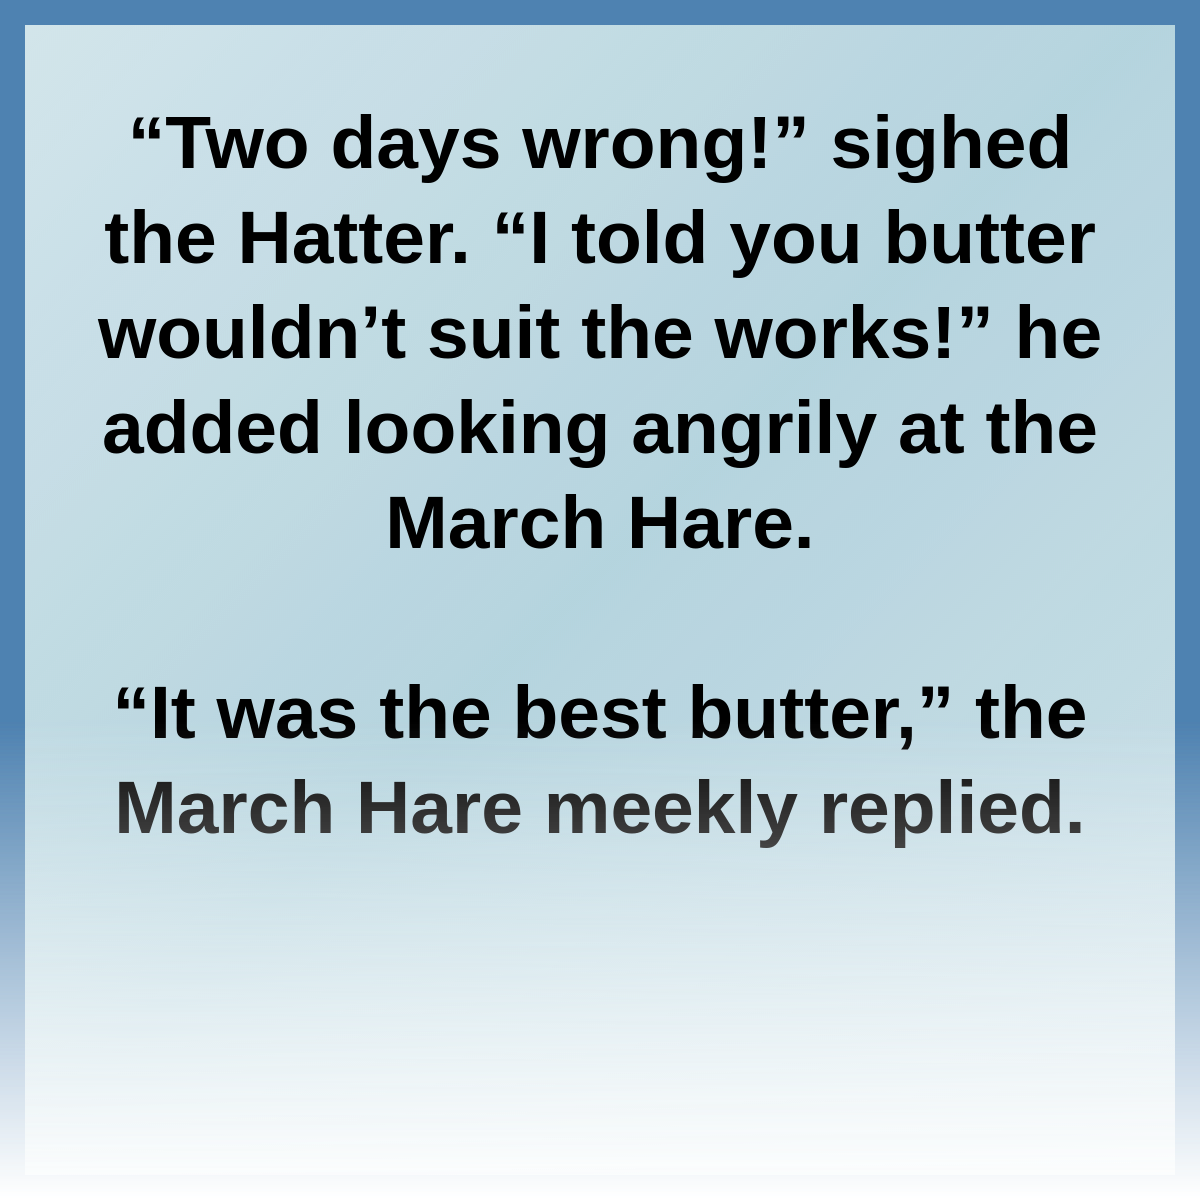 “Two days wrong!” sighed
the Hatter. “I told you butter
wouldn’t suit the works!” he
added looking angrily at the
March Hare.
“It was the best butter,” the
March Hare meekly replied.